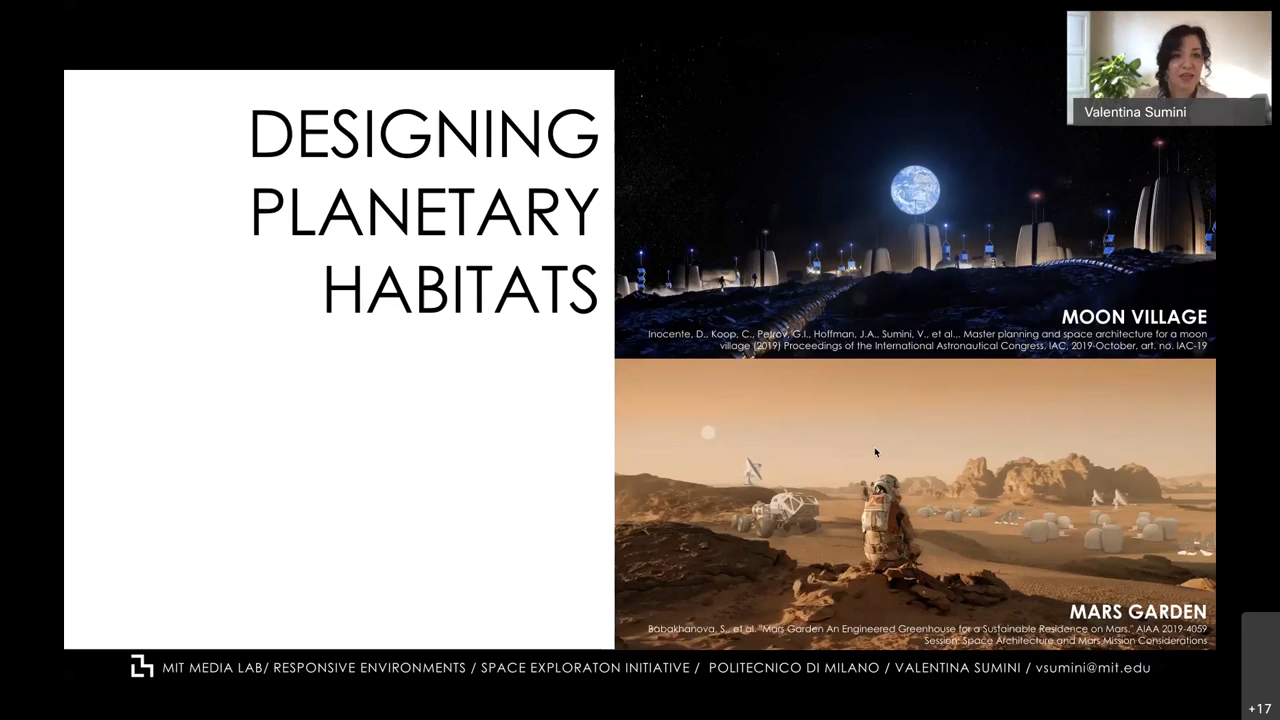 DESIGNING
PLANETARY
HABITATS
Valentina Sumini
MOON VILLAGE
Inocente, D., Koop, C., Petrov, G.I., Hoffman, J.A., Sumini, V., et al... Master planning and space architecture for a moon
village (2019) Proceedings of the International Astronautical Congress, IAC, 2019-October, art. no. IAC-19
MARS GARDEN
Babakhanova, S., et al. "Mars Garden An Engineered Greenhouse for a Sustainable Residence on Mars." AIAA 2019-4059
Session: Space Architecture and Mars Mission Considerations
MIT MEDIA LAB/ RESPONSIVE ENVIRONMENTS / SPACE EXPLORATON INITIATIVE / POLITECNICO DI MILANO / VALENTINA SUMINI / vsumini@mit.edu
+17